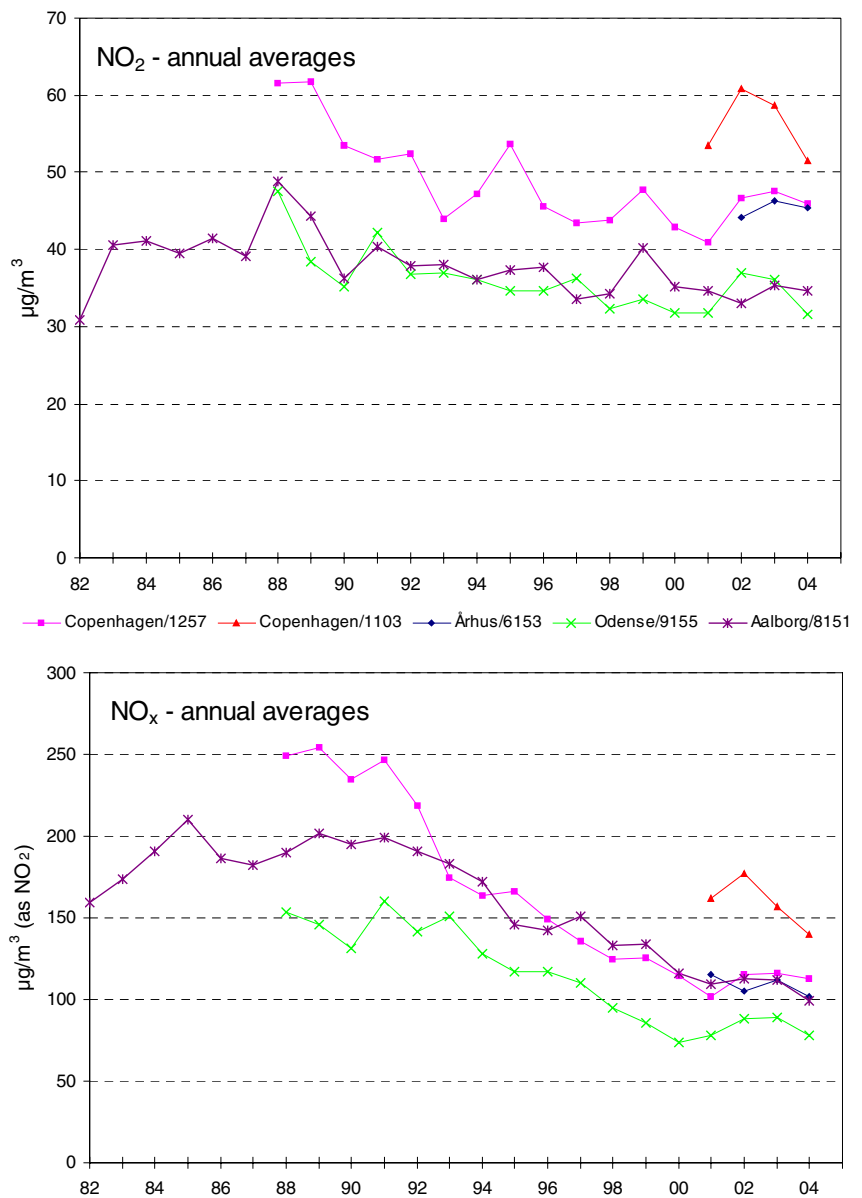 NO₂ - annual averages
70
60
50
40
30
20
10
0
µg/m³
82 84 86 88 90 92 94 96 98 00 02 04
Copenhagen/1257 Copenhagen/1103 Århus/6153 Odense/9155 Aalborg/8151
NOₓ - annual averages
300
250
200
150
100
50
0
µg/m³ (as NO₂)
82 84 86 88 90 92 94 96 98 00 02 04